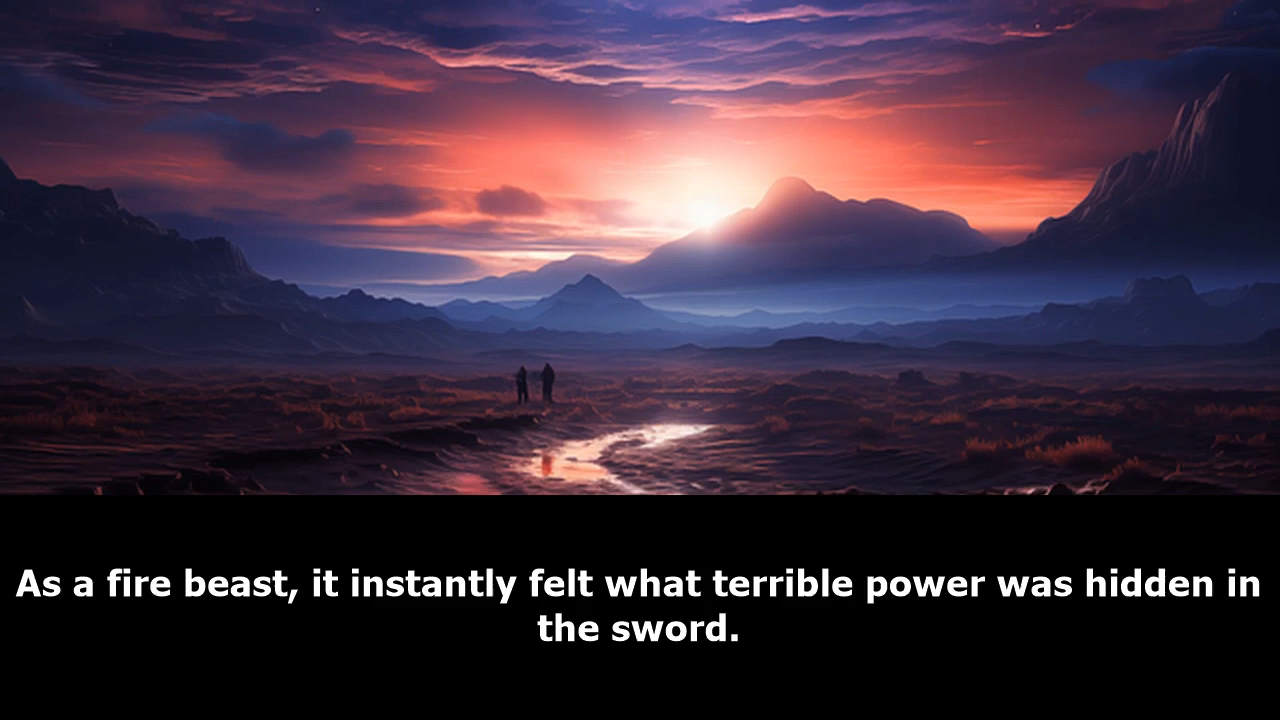 As a fire beast, it instantly felt what terrible power was hidden in
the sword.